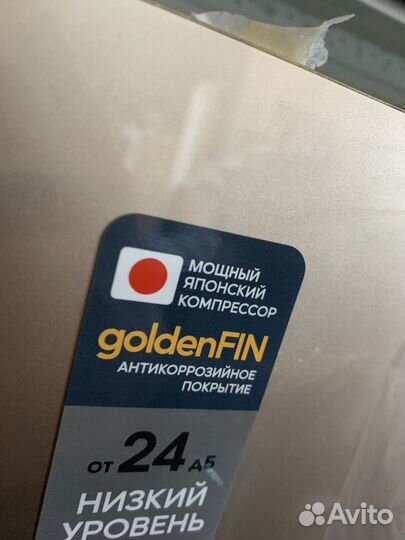 МОЩНЫЙ
ЯПОНСКИЙ
КОМПРЕССОР
goldenFIN
АНТИКОРРОЗИЙНОЕ
ПОКРЫТИЕ
ОТ 24 дБ
НИЗКИЙ
УРОВЕНЬ
Avito